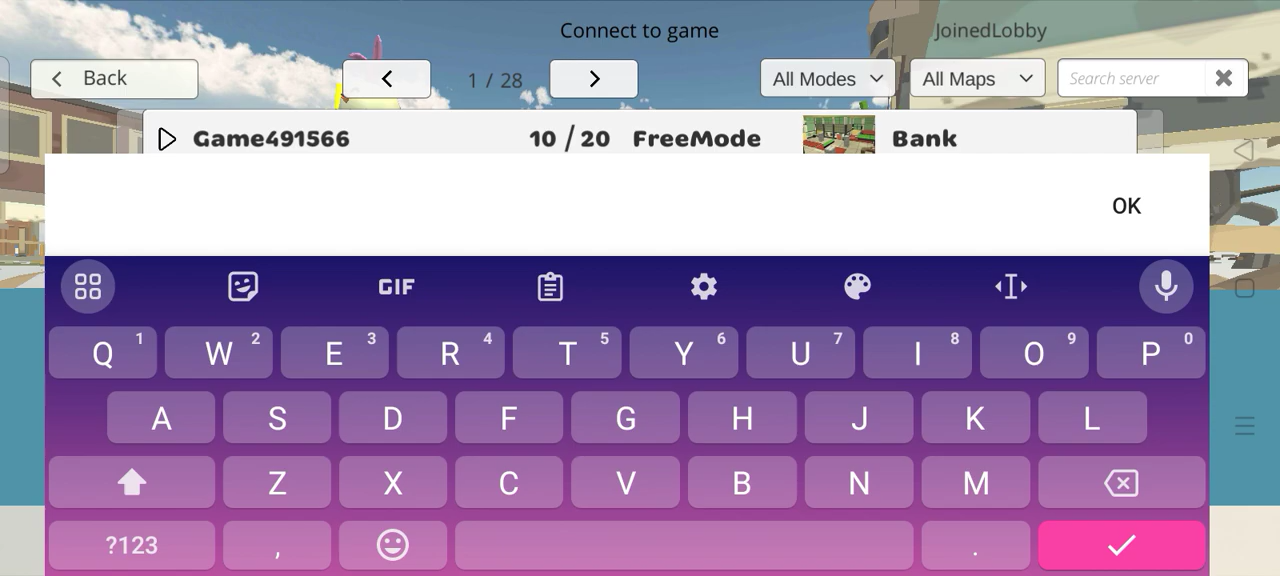 Connect to game
JoinedLobby
Back
1 / 28
All Modes
All Maps
Search server
Game491566 10 / 20 FreeMode Bank
OK
GIF
Q 1 W 2 E 3 R 4 T 5 Y 6 U 7 I 8 O 9 P 0
A S D F G H J K L
Z X C V B N M
?123 , .